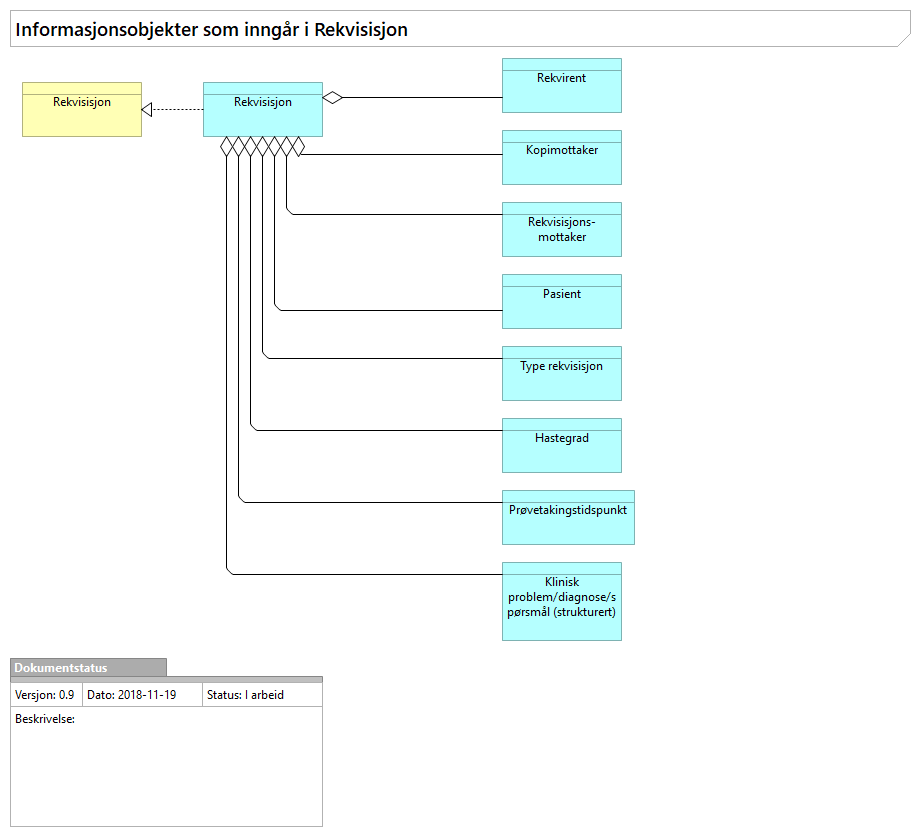 Informasjonsobjekter som inngår i Rekvisisjon
Rekvisisjon
Rekvisisjon
Rekvirent
Kopimottaker
Rekvisisjons-
mottaker
Pasient
Type rekvisisjon
Hastegrad
Prøvetakingstidspunkt
Klinisk
problem/diagnose/s
pørsmål (strukturert)
Dokumentstatus
Versjon: 0.9
Dato: 2018-11-19
Status: I arbeid
Beskrivelse: